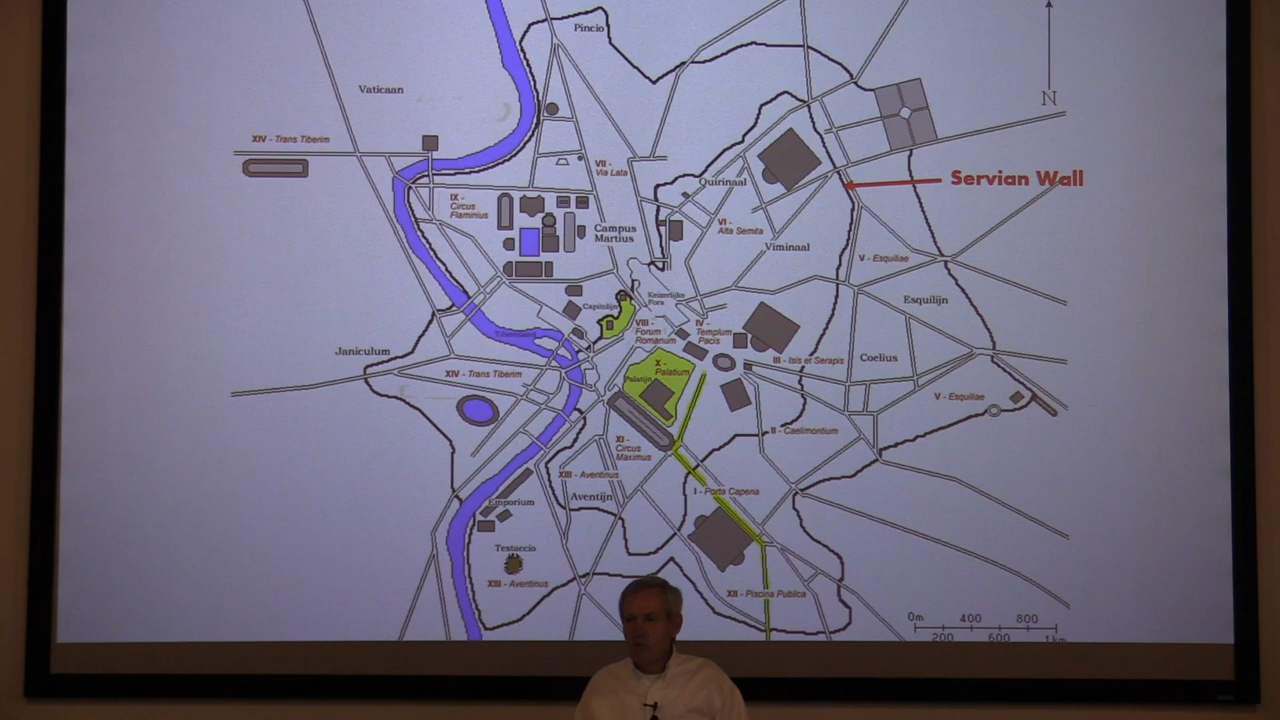 Pincio
Vaticaan
N
XIV - Trans Tiberim
VII -
Via Lata
Servian Wall
Quirinaal
IX -
Circus
Flaminius
VI -
Alta Semita
Campus
Martius
Viminaal
V - Esquiliae
Keizerlijke
Fora
Esquilijn
Capitolijn
VIII -
Forum
Romanum
IV -
Templum
Pacis
Janiculum
III - Isis et Serapis
Coelius
X -
Palatium
XIV - Trans Tiberim
Palatijn
V - Esquiliae
II - Caelimontium
XI -
Circus
Maximus
XIII - Aventinus
Aventijn
I - Porta Capena
Emporium
Testaccio
XIII - Aventinus
XII - Piscina Publica
0m 400 800
200 600 1km